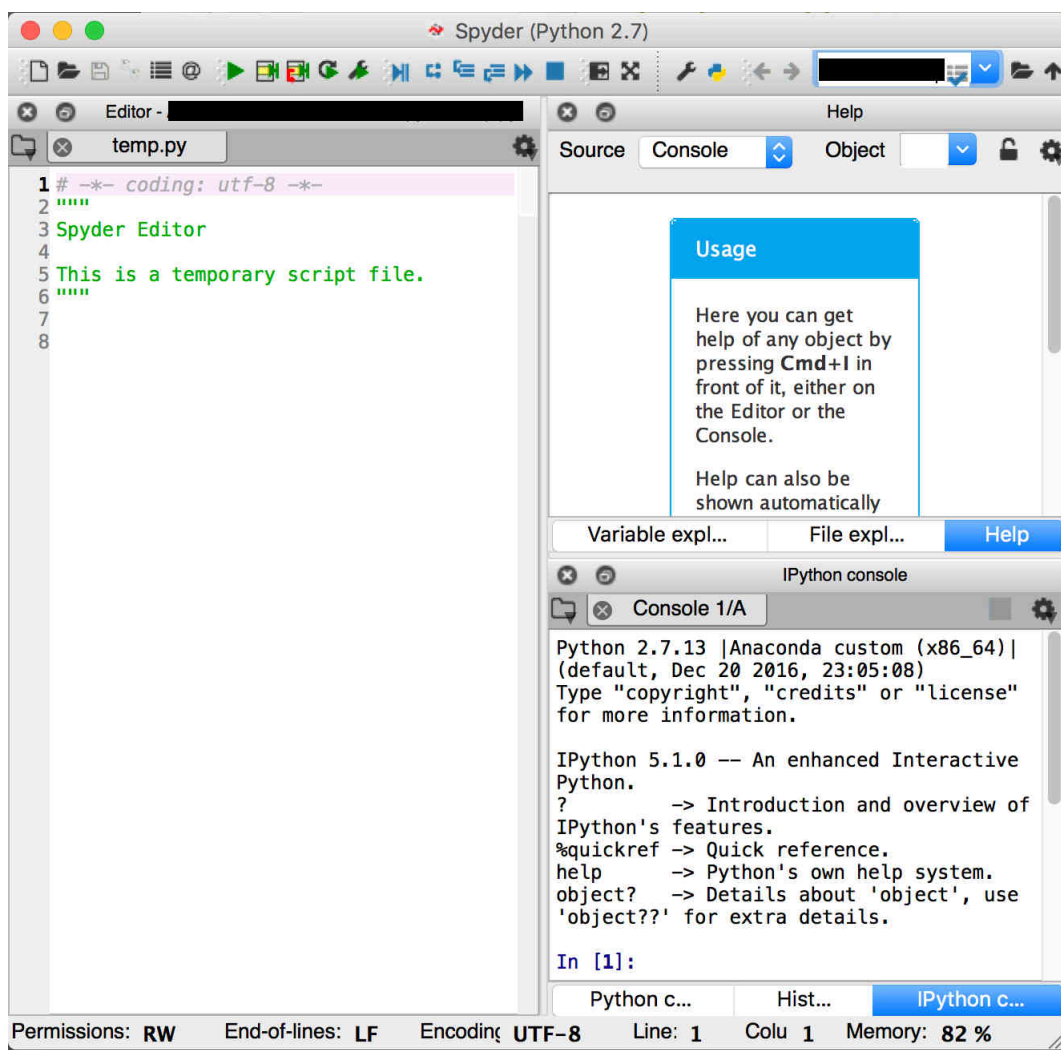 Spyder (Python 2.7)
Editor -
temp.py
1 # -*- coding: utf-8 -*-
2 """
3 Spyder Editor
4
5 This is a temporary script file.
6 """
7
8
Help
Source Console Object
Usage
Here you can get
help of any object by
pressing Cmd+I in
front of it, either on
the Editor or the
Console.
Help can also be
shown automatically
Variable expl... File expl... Help
IPython console
Console 1/A
Python 2.7.13 |Anaconda custom (x86_64)|
(default, Dec 20 2016, 23:05:08)
Type "copyright", "credits" or "license"
for more information.
IPython 5.1.0 -- An enhanced Interactive
Python.
? -> Introduction and overview of
IPython's features.
%quickref -> Quick reference.
help -> Python's own help system.
object? -> Details about 'object', use
'object??' for extra details.
In [1]:
Python c... Hist... IPython c...
Permissions: RW End-of-lines: LF Encoding UTF-8 Line: 1 Colu 1 Memory: 82 %